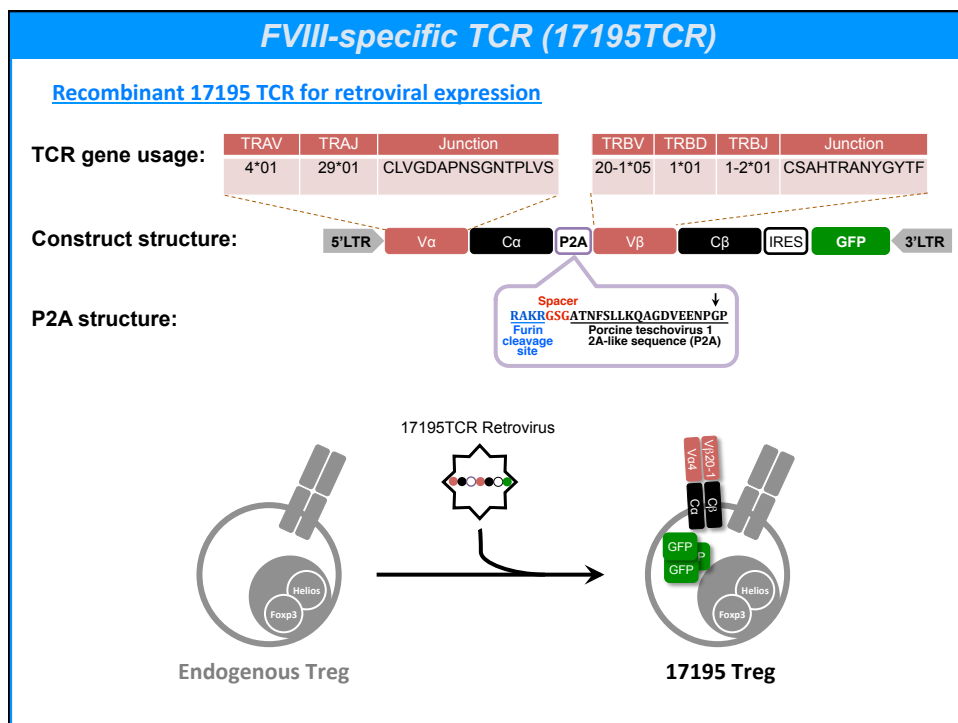 FVIII-specific TCR (17195TCR)
Recombinant 17195 TCR for retroviral expression
TCR gene usage:
TRAV TRAJ Junction
4*01 29*01 CLVGDAPNSGNTPLVS
TRBV TRBD TRBJ Junction
20-1*05 1*01 1-2*01 CSAHTRANYGYTF
Construct structure:
5'LTR Vα Cα P2A Vβ Cβ IRES GFP 3'LTR
P2A structure:
Spacer
RAKRGSGATNFSLLKQAGDVEENPGP
Furin
cleavage
site
Porcine teschovirus 1
2A-like sequence (P2A)
17195TCR Retrovirus
Vα4
Vβ20-1
Cα
Cβ
GFP
P
GFP
Helios
Foxp3
Helios
Foxp3
Endogenous Treg
17195 Treg